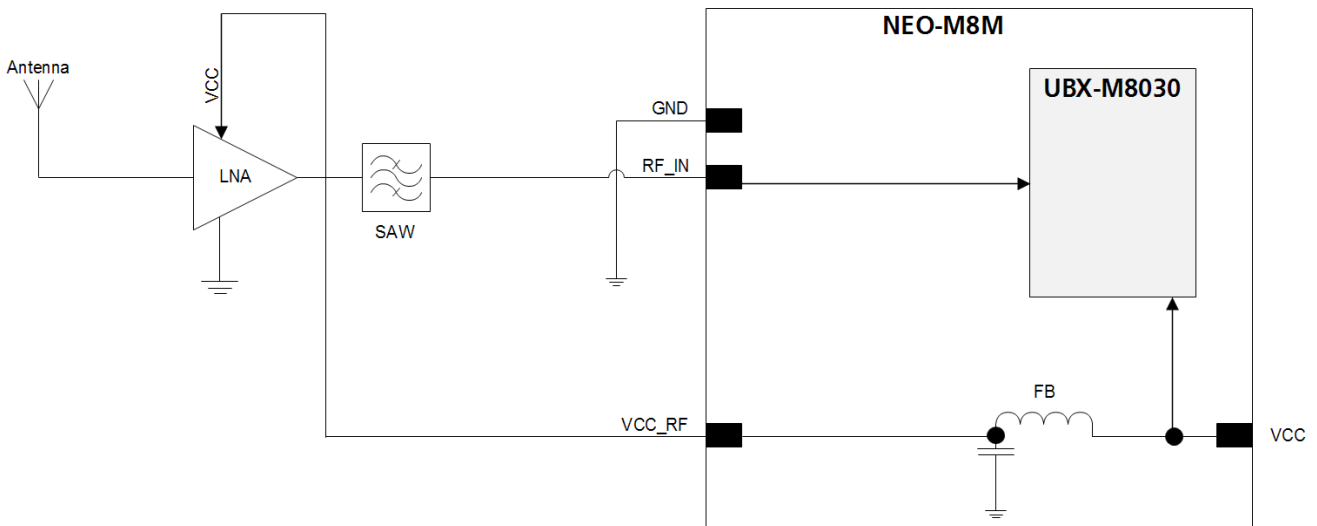 NEO-M8M
Antenna
VCC
UBX-M8030
GND
LNA
RF_IN
SAW
FB
VCC_RF
VCC